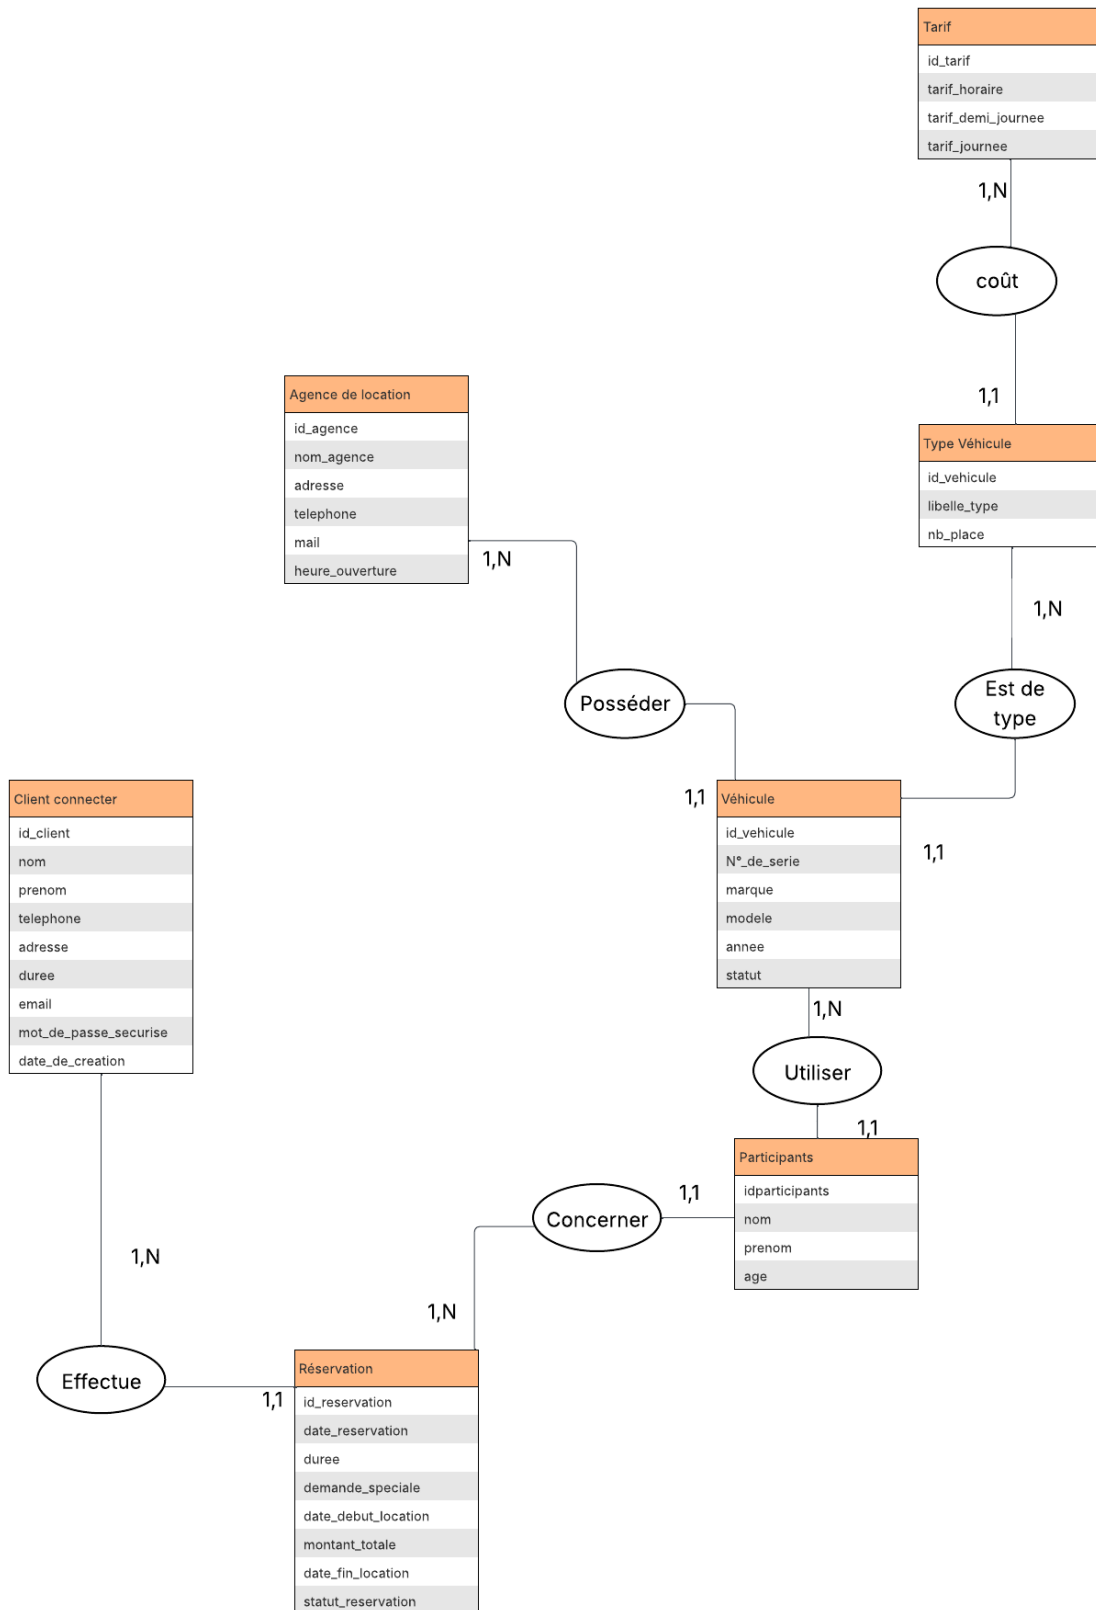 Tarif
id_tarif
tarif_horaire
tarif_demi_journee
tarif_journee
1,N
coût
1,1
Agence de location
id_agence
nom_agence
adresse
telephone
mail
heure_ouverture
1,N
Type Véhicule
id_vehicule
libelle_type
nb_place
1,N
Posséder
Est de
type
1,1
Véhicule
id_vehicule
N°_de_serie
marque
modele
annee
statut
1,1
Client connecter
id_client
nom
prenom
telephone
adresse
duree
email
mot_de_passe_securise
date_de_creation
1,N
Utiliser
1,1
Participants
idparticipants
nom
prenom
age
1,1
Concerner
1,N
1,N
Effectue
1,1
Réservation
id_reservation
date_reservation
duree
demande_speciale
date_debut_location
montant_totale
date_fin_location
statut_reservation